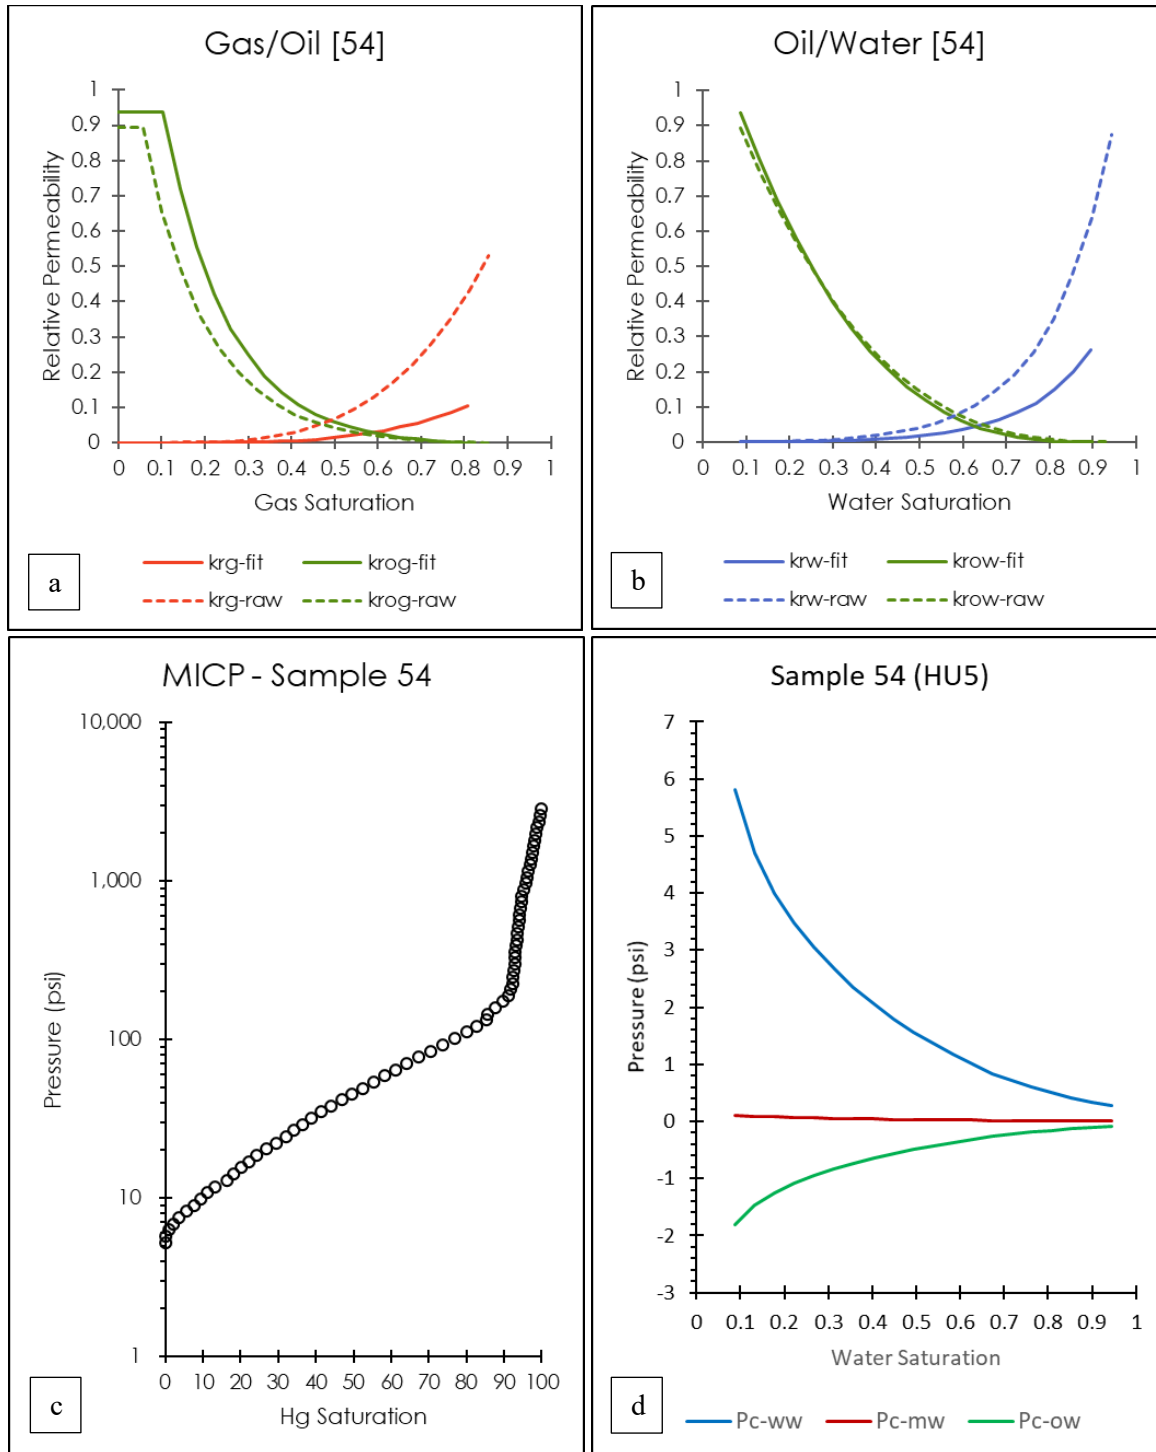 Gas/Oil [54]
1
0.9
0.8
0.7
0.6
0.5
0.4
0.3
0.2
0.1
0
Relative Permeability
0 0.1 0.2 0.3 0.4 0.5 0.6 0.7 0.8 0.9 1
Gas Saturation
krg-fit krog-fit
krg-raw krog-raw
a
Oil/Water [54]
1
0.9
0.8
0.7
0.6
0.5
0.4
0.3
0.2
0.1
0
Relative Permeability
0 0.1 0.2 0.3 0.4 0.5 0.6 0.7 0.8 0.9 1
Water Saturation
krw-fit krow-fit
krw-raw krow-raw
b
MICP - Sample 54
10,000
1,000
100
10
1
Pressure (psi)
0 10 20 30 40 50 60 70 80 90 100
Hg Saturation
c
Sample 54 (HU5)
7
6
5
4
3
2
1
0
-1
-2
-3
Pressure (psi)
0 0.1 0.2 0.3 0.4 0.5 0.6 0.7 0.8 0.9 1
Water Saturation
Pc-ww Pc-mw Pc-ow
d